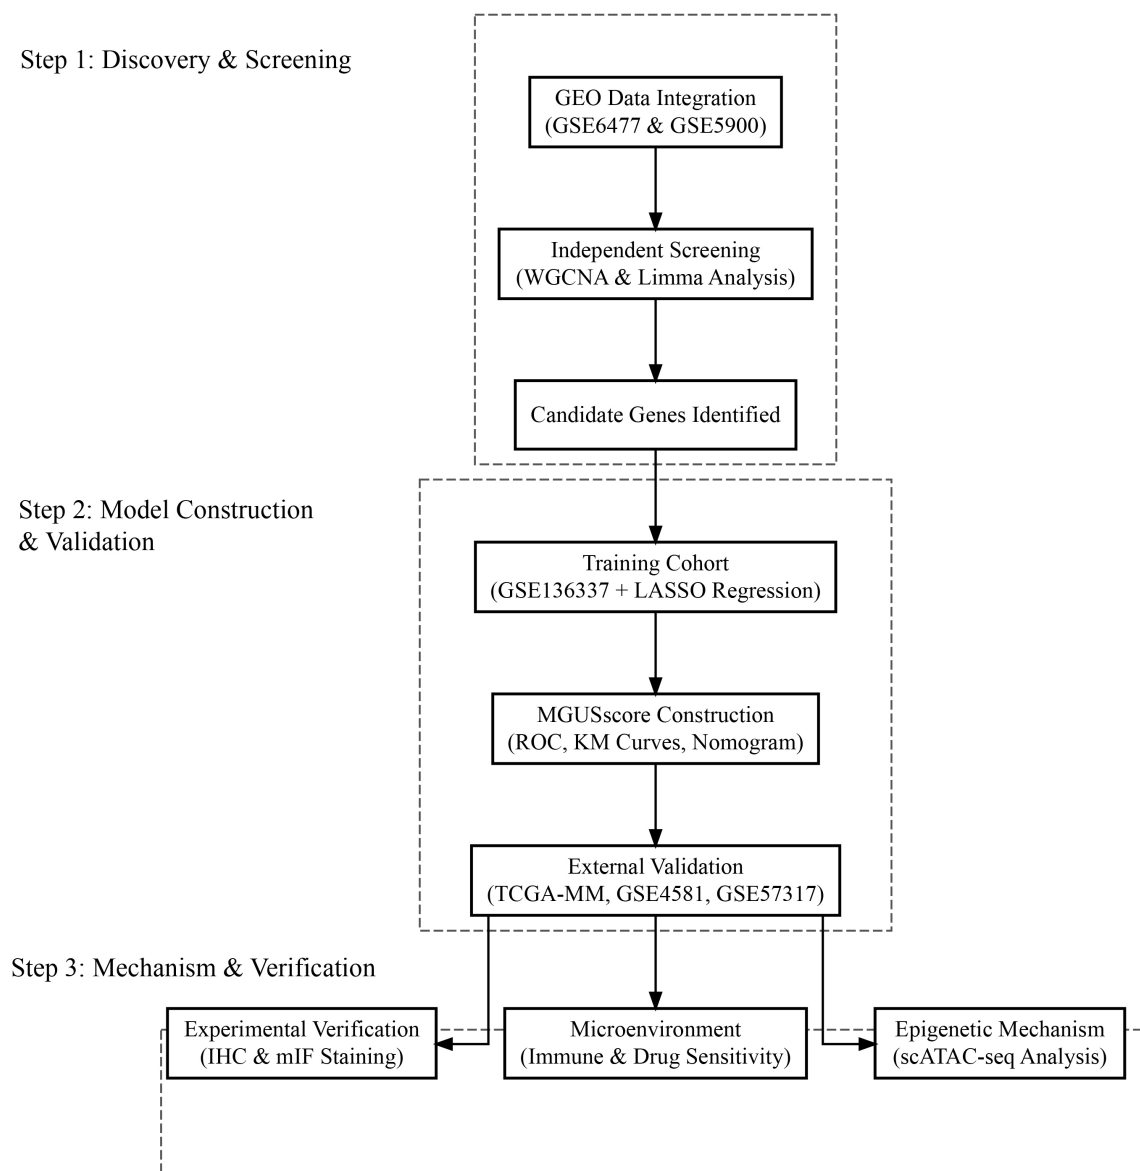 Step 1: Discovery & Screening
GEO Data Integration
(GSE6477 & GSE5900)
Independent Screening
(WGCNA & Limma Analysis)
Candidate Genes Identified
Step 2: Model Construction
& Validation
Training Cohort
(GSE136337 + LASSO Regression)
MGUSscore Construction
(ROC, KM Curves, Nomogram)
External Validation
(TCGA-MM, GSE4581, GSE57317)
Step 3: Mechanism & Verification
Experimental Verification
(IHC & mIF Staining)
Microenvironment
(Immune & Drug Sensitivity)
Epigenetic Mechanism
(scATAC-seq Analysis)